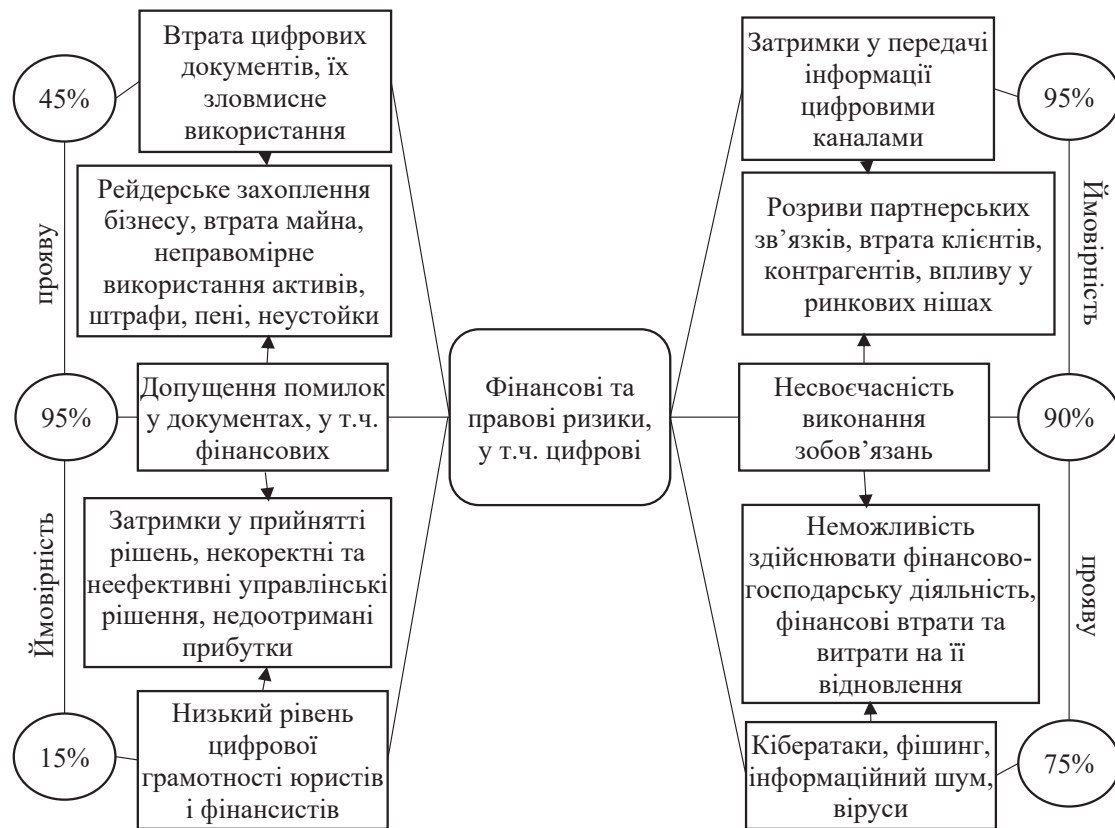 45%
Втрата цифрових
документів, їх
зловмисне
використання
Рейдерське захоплення
бізнесу, втрата майна,
неправомірне
використання активів,
штрафи, пені, неустойки
прояву
95%
Допущення помилок
у документах, у т.ч.
фінансових
Затримки у прийнятті
рішень, некоректні та
неефективні управлінські
рішення, недоотримані
прибутки
Ймовірність
15%
Низький рівень
цифрової
грамотності юристів
і фінансистів
Фінансові та
правові ризики,
у т.ч. цифрові
Затримки у передачі
інформації
цифровими
каналами
95%
Розриви партнерських
зв’язків, втрата клієнтів,
контрагентів, впливу у
ринкових нішах
Ймовірність
Несвоєчасність
виконання
зобов’язань
90%
Неможливість
здійснювати фінансово-
господарську діяльність,
фінансові втрати та
витрати на її
відновлення
прояву
Кібератаки, фішинг,
інформаційний шум,
віруси
75%